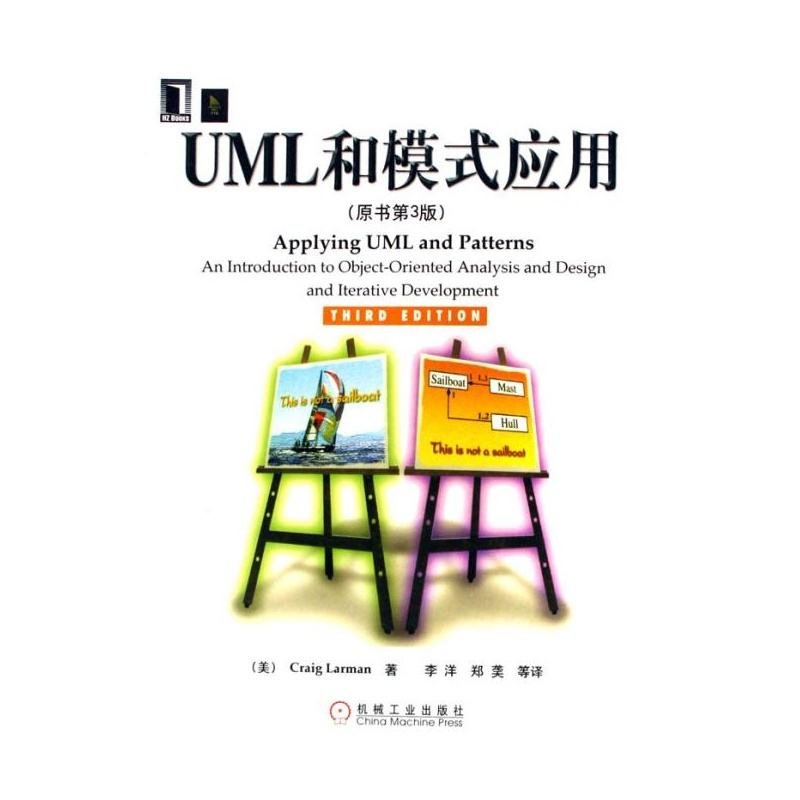 HZ Books
UML和模式应用
（原书第3版）
Applying UML and Patterns
An Introduction to Object-Oriented Analysis and Design
and Iterative Development
THIRD EDITION
This is not a sailboat
Sailboat
1
1..3
Mast
1
1..2
Hull
This is not a sailboat
（美） Craig Larman 著 李 洋 郑 䶮 等译
机械工业出版社
China Machine Press